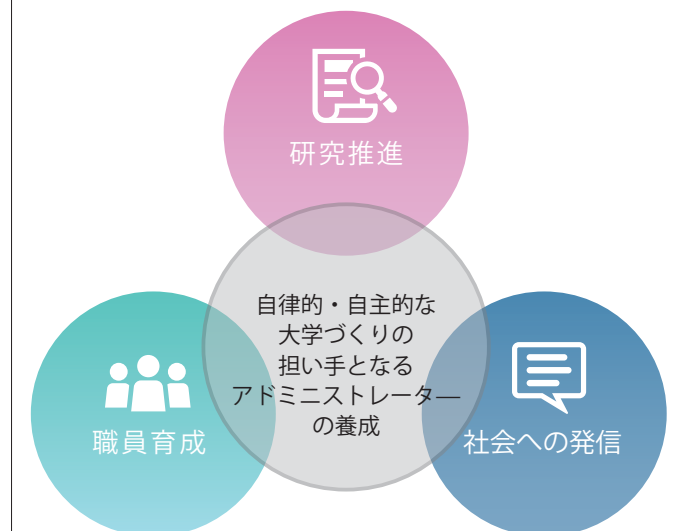 研究推進
自律的・自主的な
大学づくりの
担い手となる
アドミニストレーター
の養成
職員育成
社会への発信